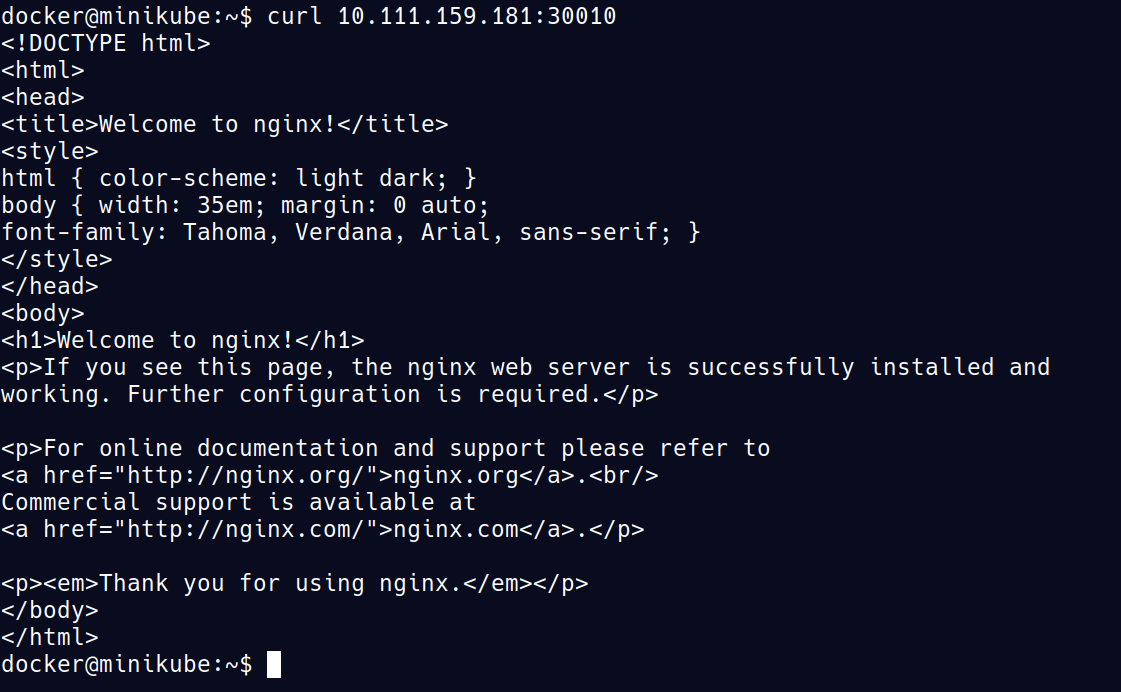 docker@minikube:~$ curl 10.111.159.181:30010
<!DOCTYPE html>
<html>
<head>
<title>Welcome to nginx!</title>
<style>
html { color-scheme: light dark; }
body { width: 35em; margin: 0 auto;
font-family: Tahoma, Verdana, Arial, sans-serif; }
</style>
</head>
<body>
<h1>Welcome to nginx!</h1>
<p>If you see this page, the nginx web server is successfully installed and
working. Further configuration is required.</p>

<p>For online documentation and support please refer to
<a href="http://nginx.org/">nginx.org</a>.<br/>
Commercial support is available at
<a href="http://nginx.com/">nginx.com</a>.</p>

<p><em>Thank you for using nginx.</em></p>
</body>
</html>
docker@minikube:~$